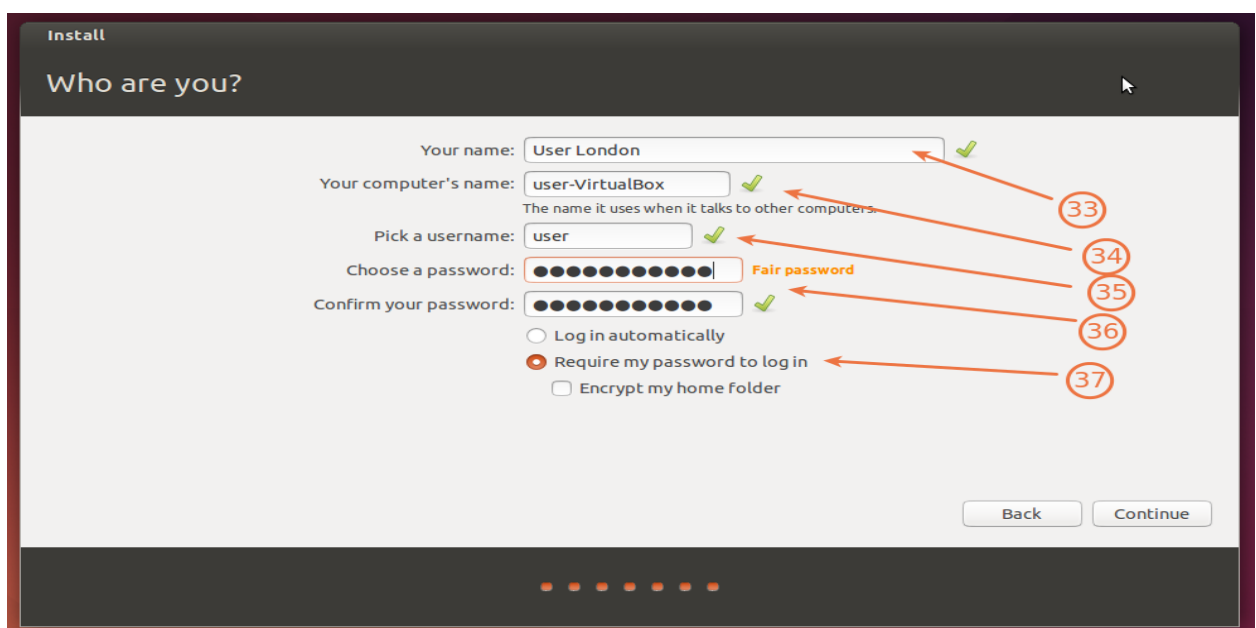 Install
Who are you?
Your name: User London
33
Your computer's name: user-VirtualBox
The name it uses when it talks to other computers.
34
Pick a username: user
35
Choose a password: ●●●●●●●●●●● Fair password
36
Confirm your password: ●●●●●●●●●●●
Log in automatically
Require my password to log in
37
Encrypt my home folder
Back Continue